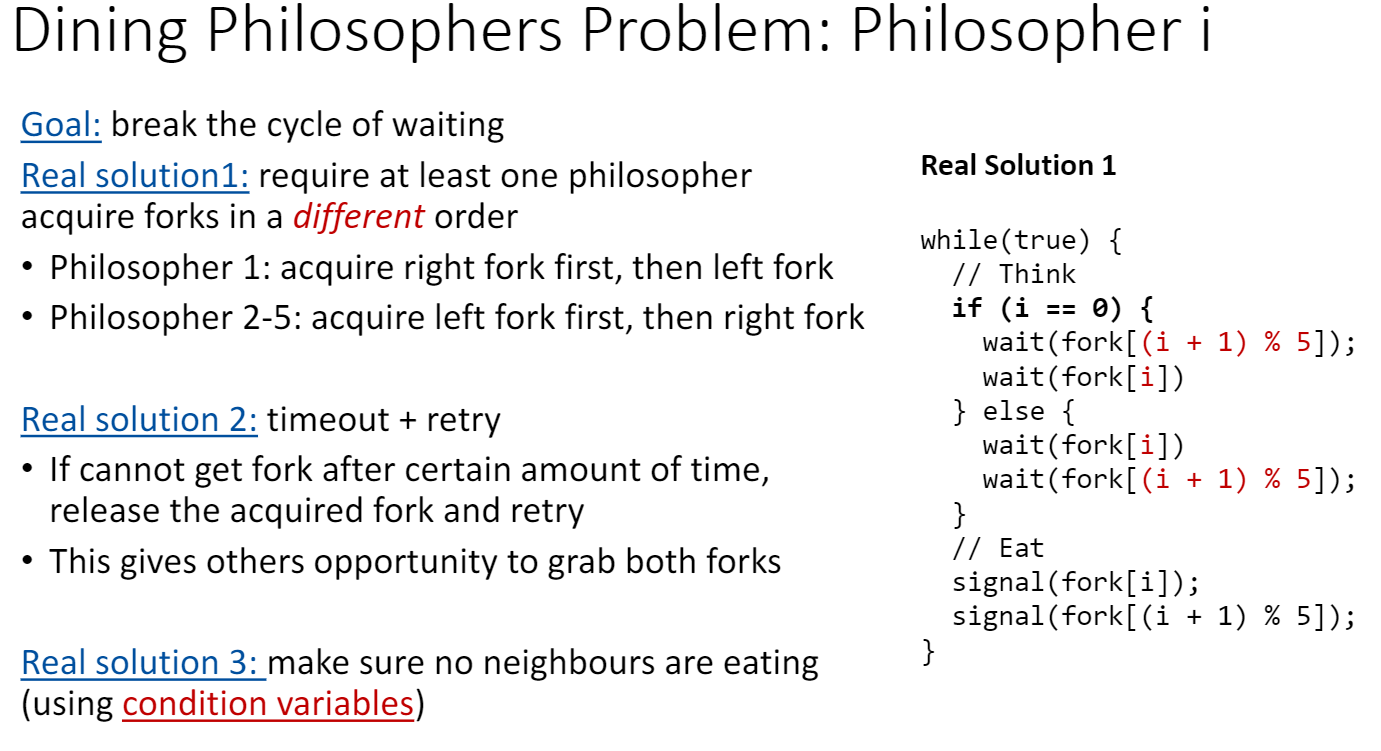 Dining Philosophers Problem: Philosopher i
Goal: break the cycle of waiting
Real solution1: require at least one philosopher
acquire forks in a different order
• Philosopher 1: acquire right fork first, then left fork
• Philosopher 2-5: acquire left fork first, then right fork
Real solution 2: timeout + retry
• If cannot get fork after certain amount of time,
release the acquired fork and retry
• This gives others opportunity to grab both forks
Real solution 3: make sure no neighbours are eating
(using condition variables)
Real Solution 1
while(true) {
  // Think
  if (i == 0) {
    wait(fork[(i + 1) % 5]);
    wait(fork[i])
  } else {
    wait(fork[i])
    wait(fork[(i + 1) % 5]);
  }
  // Eat
  signal(fork[i]);
  signal(fork[(i + 1) % 5]);
}